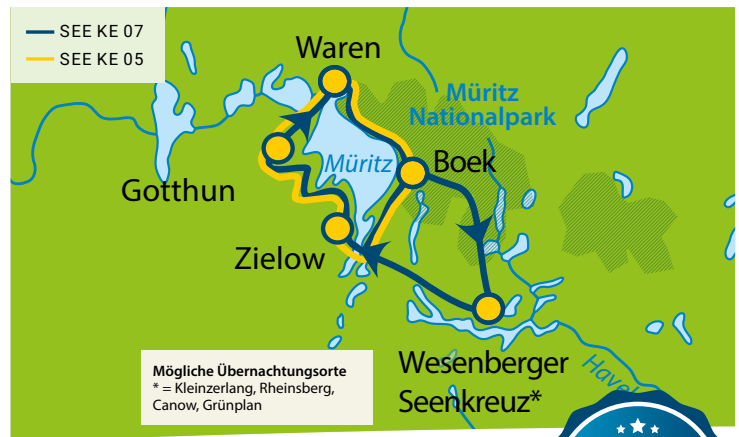 SEE KE 07
SEE KE 05
Waren
Müritz
Nationalpark
Müritz
Boek
Gotthun
Zielow
Wesenberger
Seenkreuz*
Mögliche Übernachtungsorte
* = Kleinzerlang, Rheinsberg,
Canow, Grünplan
Havel